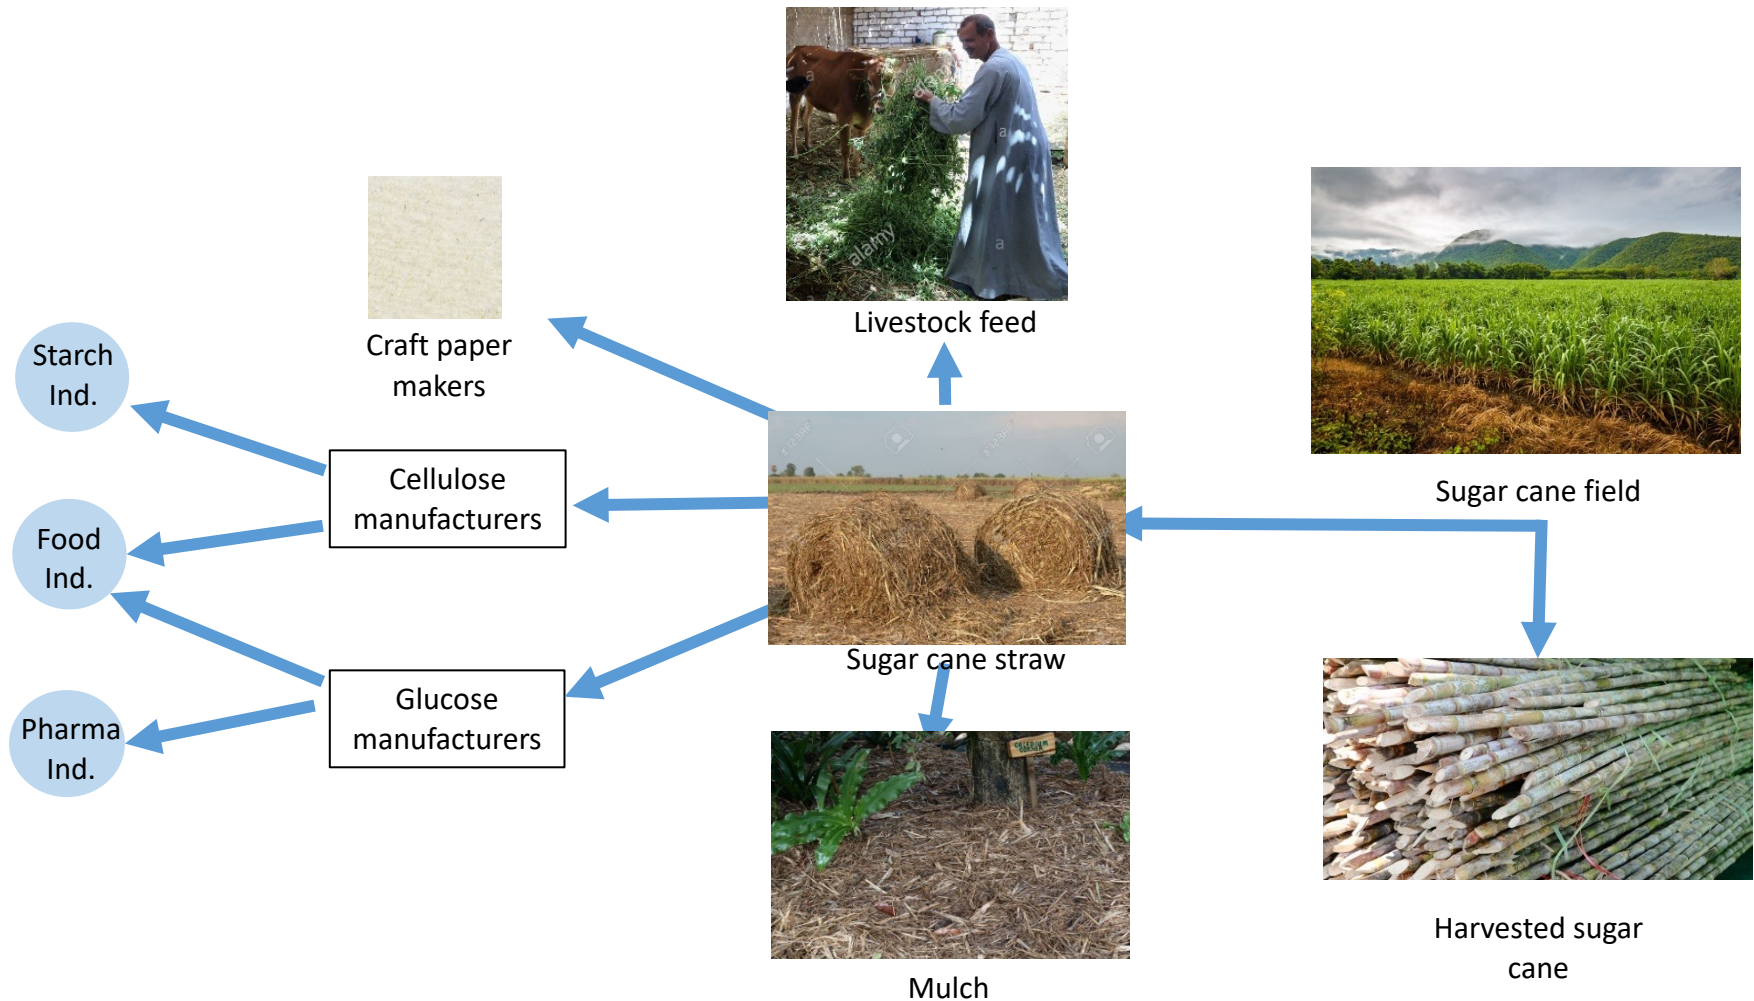 Livestock feed
Craft paper
makers
Starch
Ind.
Cellulose
manufacturers
Sugar cane field
Food
Ind.
Sugar cane straw
Glucose
manufacturers
Pharma
Ind.
Harvested sugar
cane
Mulch
alamy
a
a
a